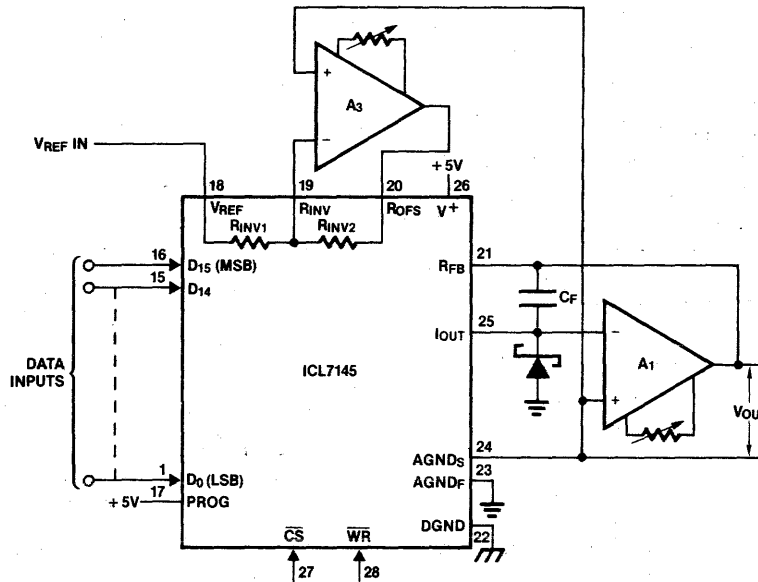 +
A3
−
VREF IN
+5V
18
19
20
26
VREF
RINV
ROFS
V+
RINV1
RINV2
16
D15 (MSB)
15
D14
RFB
21
CF
IOUT
25
−
A1
+
DATA
INPUTS
ICL7145
VOU
24
AGNDS
23
AGNDF
1
D0 (LSB)
17
+5V
PROG
DGND
22
CS
WR
27
28